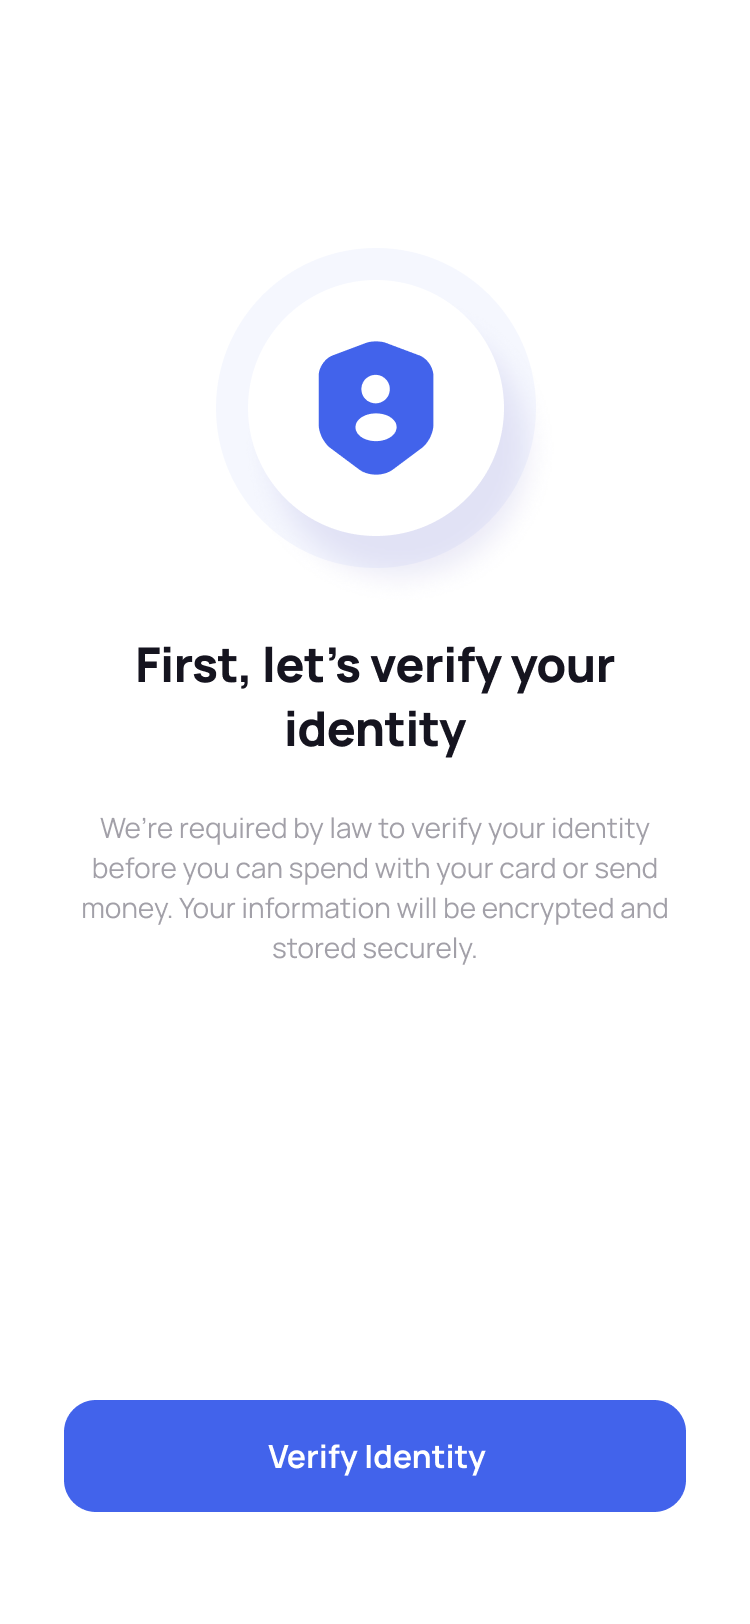 First, let’s verify your
identity
We’re required by law to verify your identity
before you can spend with your card or send
money. Your information will be encrypted and
stored securely.
Verify Identity